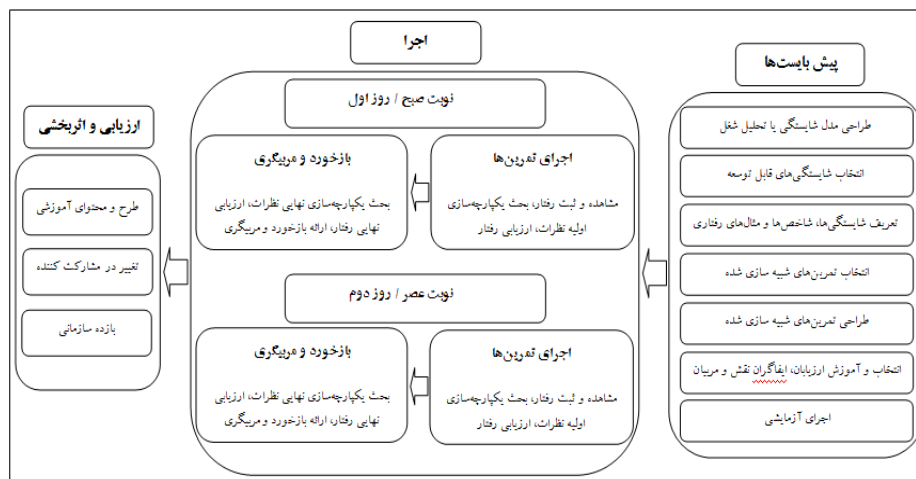 پیش بایست‌ها
طراحی مدل شایستگی یا تحلیل شغل
انتخاب شایستگی‌های قابل توسعه
تعریف شایستگی‌ها، شاخص‌ها و مثال‌های رفتاری
انتخاب تمرین‌های شبیه سازی شده
طراحی تمرین‌های شبیه سازی شده
انتخاب و آموزش ارزیابان، ایفاگران نقش و مربیان
اجرای آزمایشی
اجرا
نوبت صبح / روز اول
اجرای تمرین‌ها
مشاهده و ثبت رفتار، بحث یکپارچه‌سازی
اولیه نظرات، ارزیابی رفتار
بازخورد و مربیگری
بحث یکپارچه‌سازی نهایی نظرات، ارزیابی
نهایی رفتار، ارائه بازخورد و مربیگری
نوبت عصر / روز دوم
اجرای تمرین‌ها
مشاهده و ثبت رفتار، بحث یکپارچه‌سازی
اولیه نظرات، ارزیابی رفتار
بازخورد و مربیگری
بحث یکپارچه‌سازی نهایی نظرات، ارزیابی
نهایی رفتار، ارائه بازخورد و مربیگری
ارزیابی و اثربخشی
طرح و محتوای آموزشی
تغییر در مشارکت کننده
بازده سازمانی